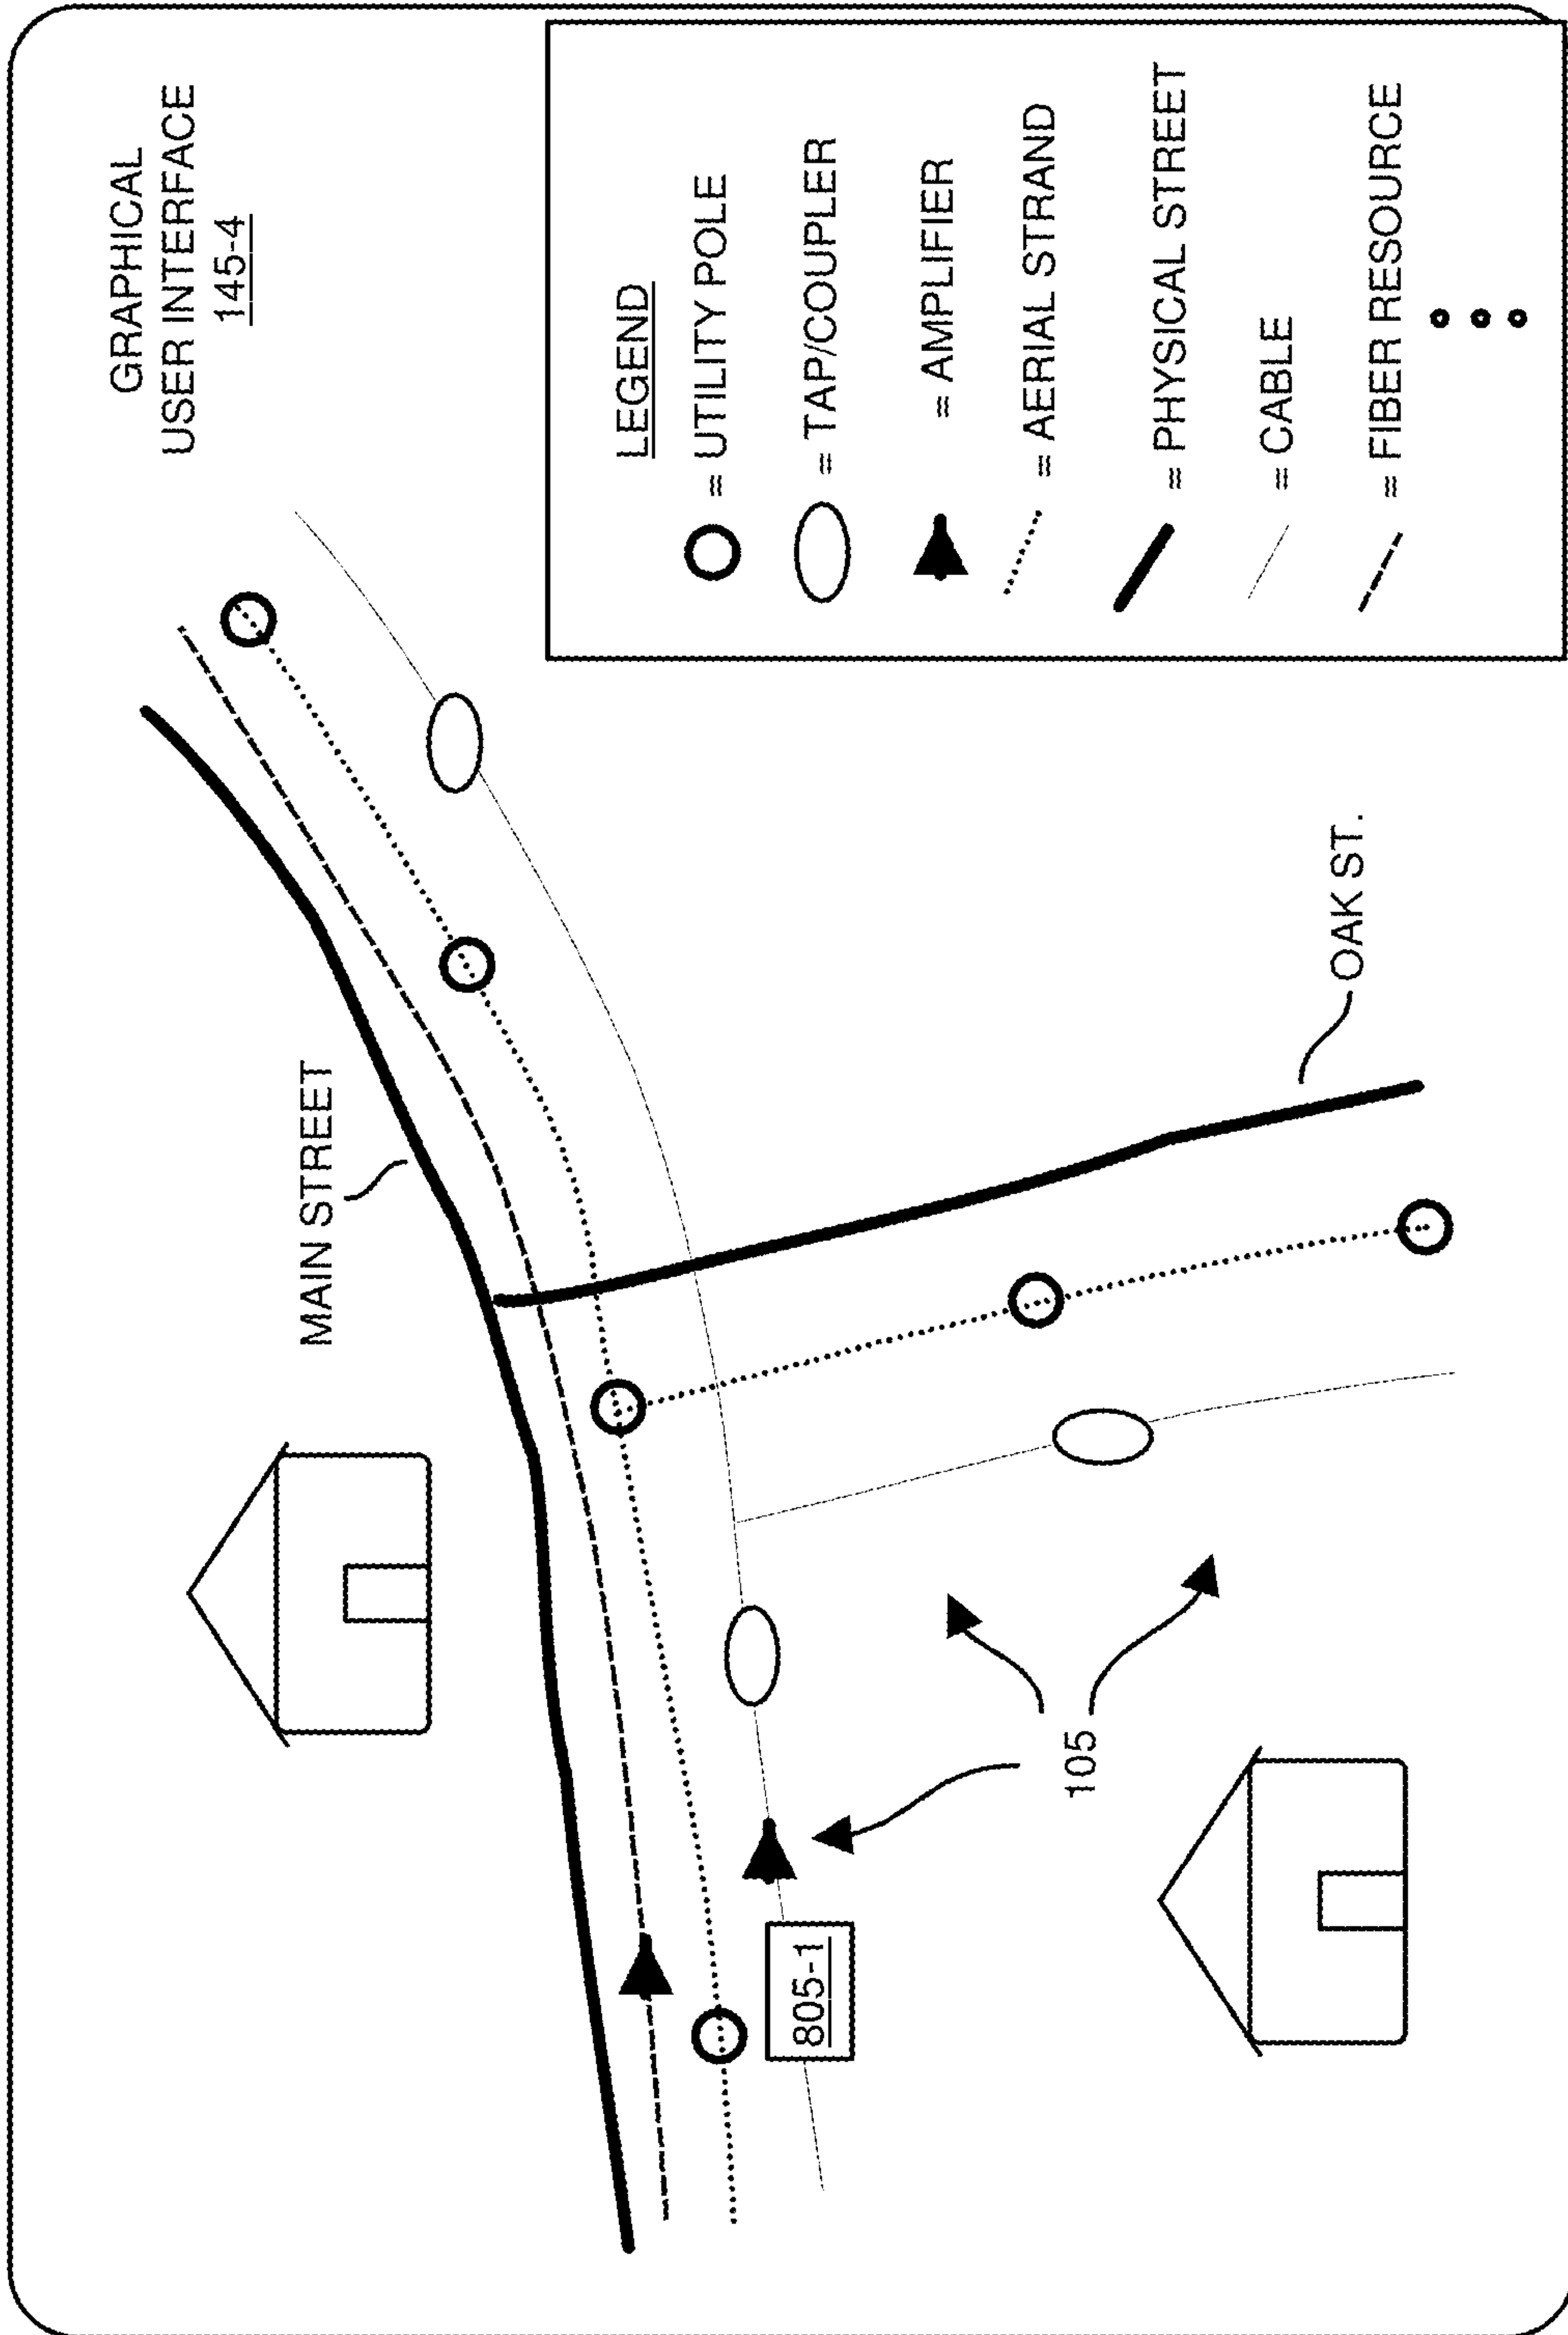 GRAPHICAL
USER INTERFACE
145-4
MAIN STREET
OAK ST.
805-1
105
LEGEND
= UTILITY POLE
= TAP/COUPLER
= AMPLIFIER
= AERIAL STRAND
= PHYSICAL STREET
= CABLE
= FIBER RESOURCE